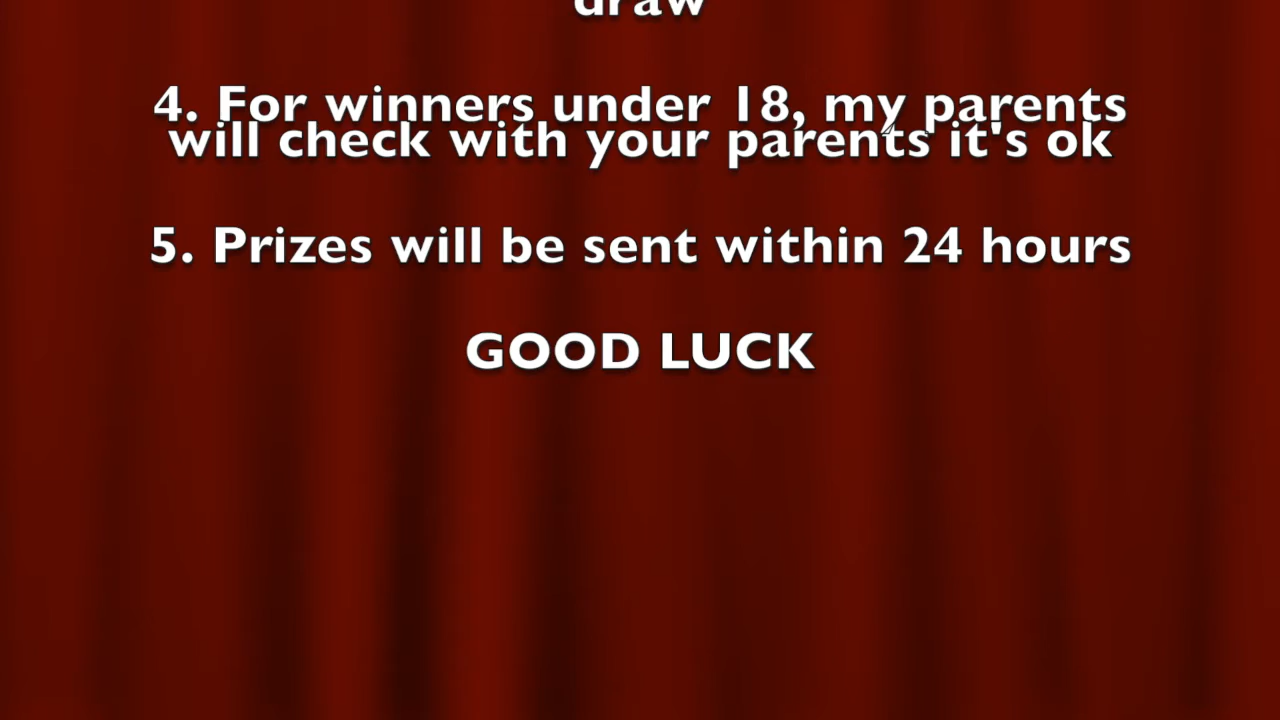 draw
4. For winners under 18, my parents
will check with your parents it's ok
5. Prizes will be sent within 24 hours
GOOD LUCK